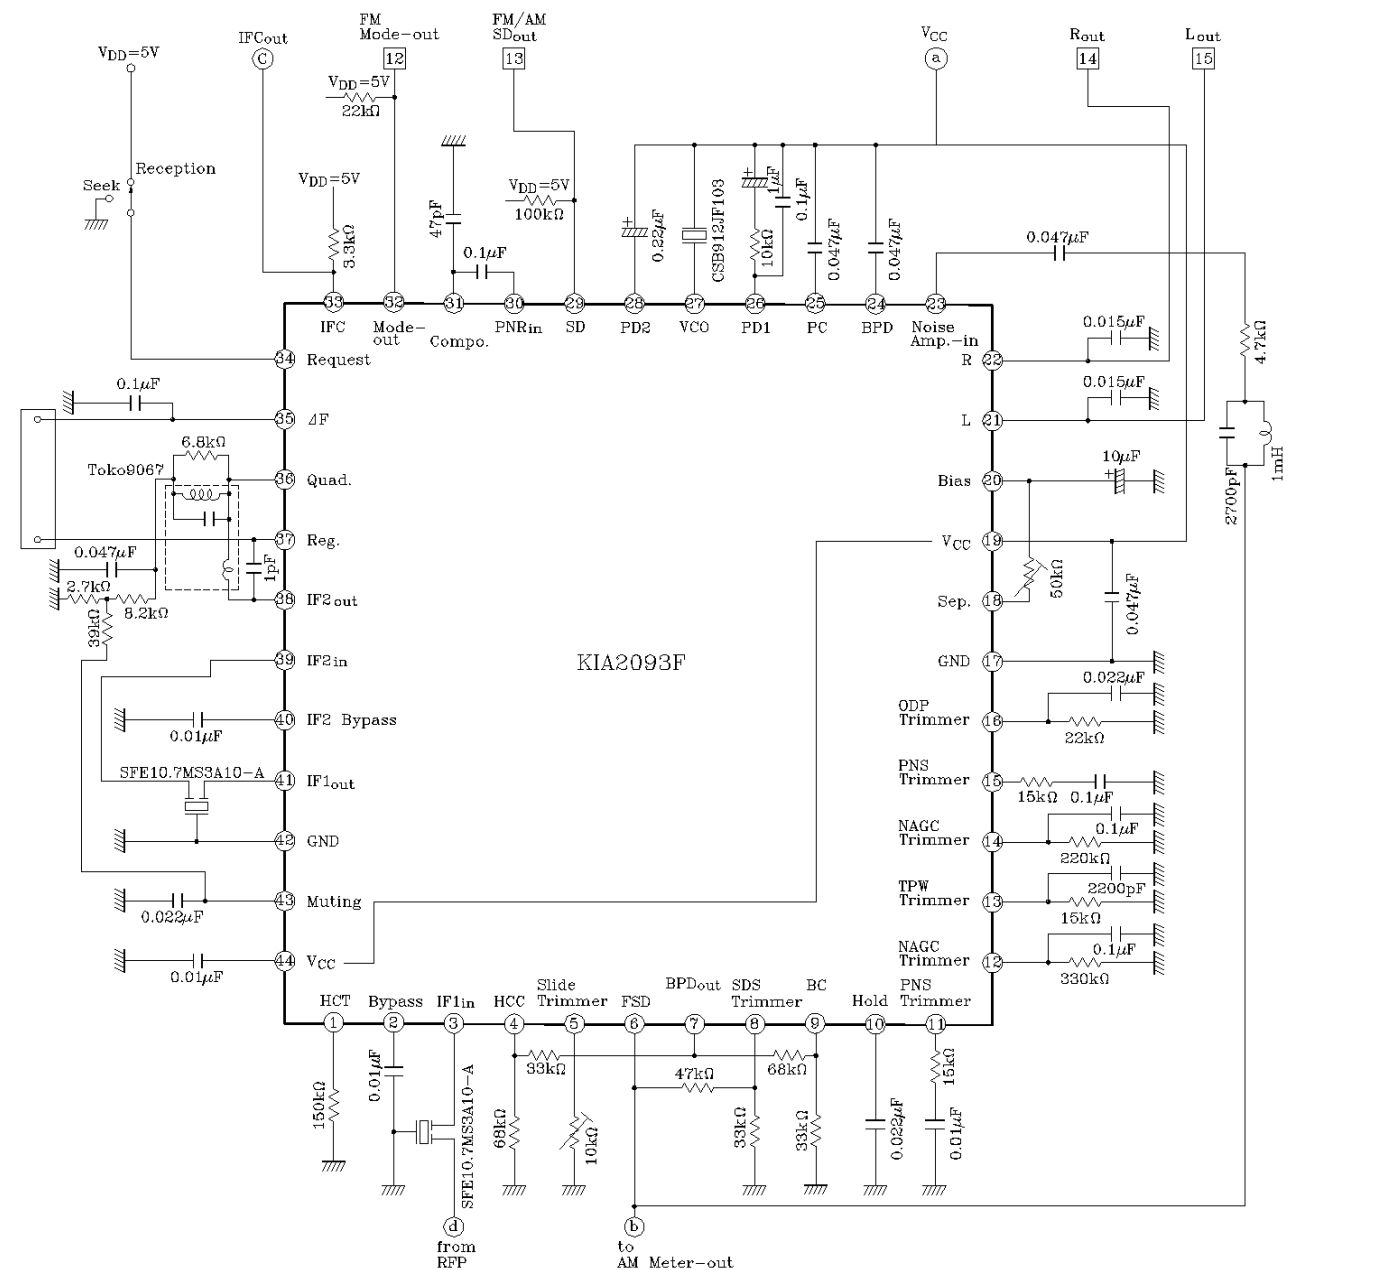 FM
Mode-out
FM/AM
SDout
VCC
Rout
Lout
IFCout
VDD=5V
C
12
13
a
14
15
VDD=5V
22kΩ
Reception
Seek
VDD=5V
VDD=5V
100kΩ
3.3kΩ
47pF
0.1μF
0.22μF
CSB912JF103
1μF
0.1μF
10kΩ
0.047μF
0.047μF
0.047μF
33
32
31
30
29
28
27
26
25
24
23
IFC
Mode-
out
Compo.
PNRin
SD
PD2
VCO
PD1
PC
BPD
Noise
Amp.-in
0.015μF
4.7kΩ
34
Request
R
22
0.1μF
0.015μF
35
ΔF
L
21
6.8kΩ
Toko9067
10μF
2700pF
1mH
36
Quad.
Bias
20
37
Reg.
VCC
19
0.047μF
1pF
50kΩ
0.047μF
2.7kΩ
8.2kΩ
39kΩ
38
IF2out
Sep.
18
39
IF2in
KIA2093F
GND
17
0.022μF
40
IF2 Bypass
0.01μF
ODP
Trimmer
16
22kΩ
SFE10.7MS3A10-A
41
IF1out
PNS
Trimmer
15
15kΩ
0.1μF
42
GND
NAGC
Trimmer
14
0.1μF
220kΩ
43
Muting
0.022μF
TPW
Trimmer
13
2200pF
15kΩ
44
VCC
0.01μF
NAGC
Trimmer
12
0.1μF
330kΩ
HCT
Bypass
IF1in
HCC
Slide
Trimmer
FSD
BPDout
SDS
Trimmer
BC
Hold
PNS
Trimmer
1
2
3
4
5
6
7
8
9
10
11
33kΩ
68kΩ
47kΩ
150kΩ
0.01μF
SFE10.7MS3A10-A
68kΩ
10kΩ
33kΩ
33kΩ
0.022μF
15kΩ
0.01μF
d
from
RFP
b
to
AM Meter-out